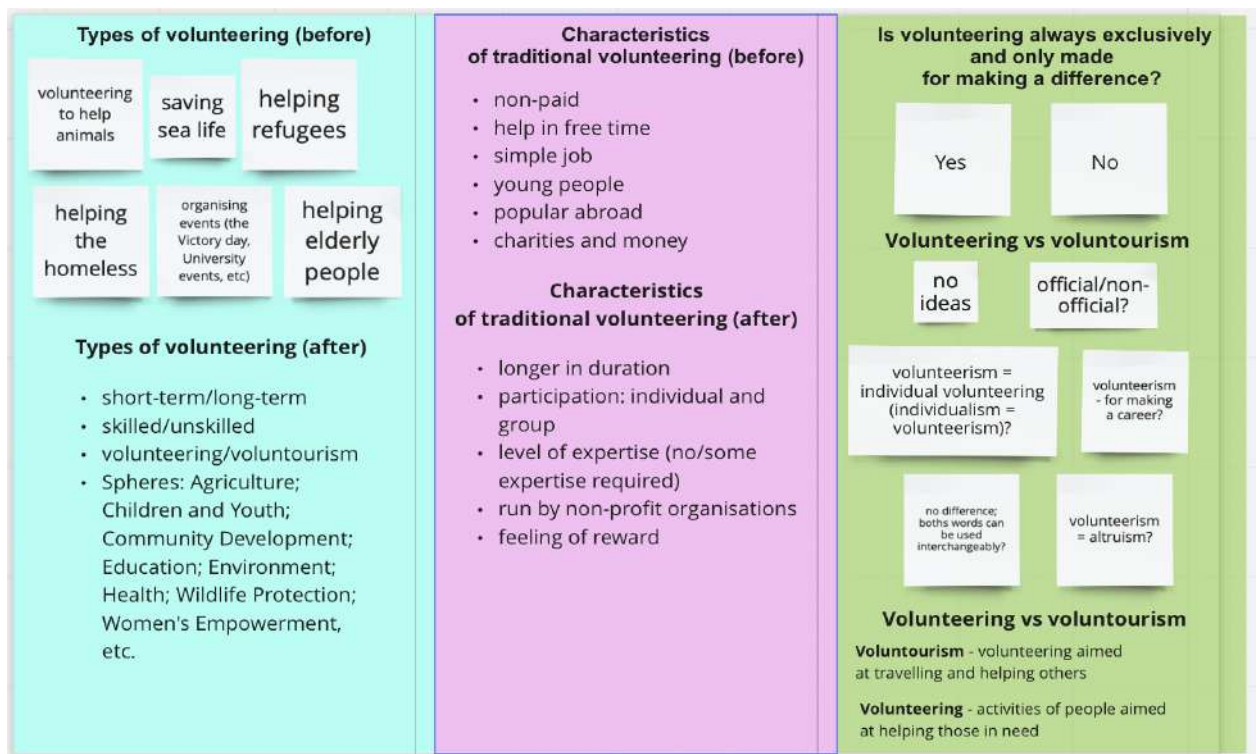 Types of volunteering (before)
volunteering
to help
animals
saving
sea life
helping
refugees
helping
the
homeless
organising
events (the
Victory day,
University
events, etc)
helping
elderly
people
Types of volunteering (after)
• short-term/long-term
• skilled/unskilled
• volunteering/voluntourism
• Spheres: Agriculture;
Children and Youth;
Community Development;
Education; Environment;
Health; Wildlife Protection;
Women's Empowerment,
etc.
Characteristics
of traditional volunteering (before)
• non-paid
• help in free time
• simple job
• young people
• popular abroad
• charities and money
Characteristics
of traditional volunteering (after)
• longer in duration
• participation: individual and
group
• level of expertise (no/some
expertise required)
• run by non-profit organisations
• feeling of reward
Is volunteering always exclusively
and only made
for making a difference?
Yes
No
Volunteering vs voluntourism
no
ideas
official/non-
official?
volunteerism =
individual volunteering
(individualism =
volunteerism)?
volunteerism
- for making
a career?
no difference;
boths words can
be used
interchangeably?
volunteerism
= altruism?
Volunteering vs voluntourism
Voluntourism - volunteering aimed
at travelling and helping others
Volunteering - activities of people aimed
at helping those in need